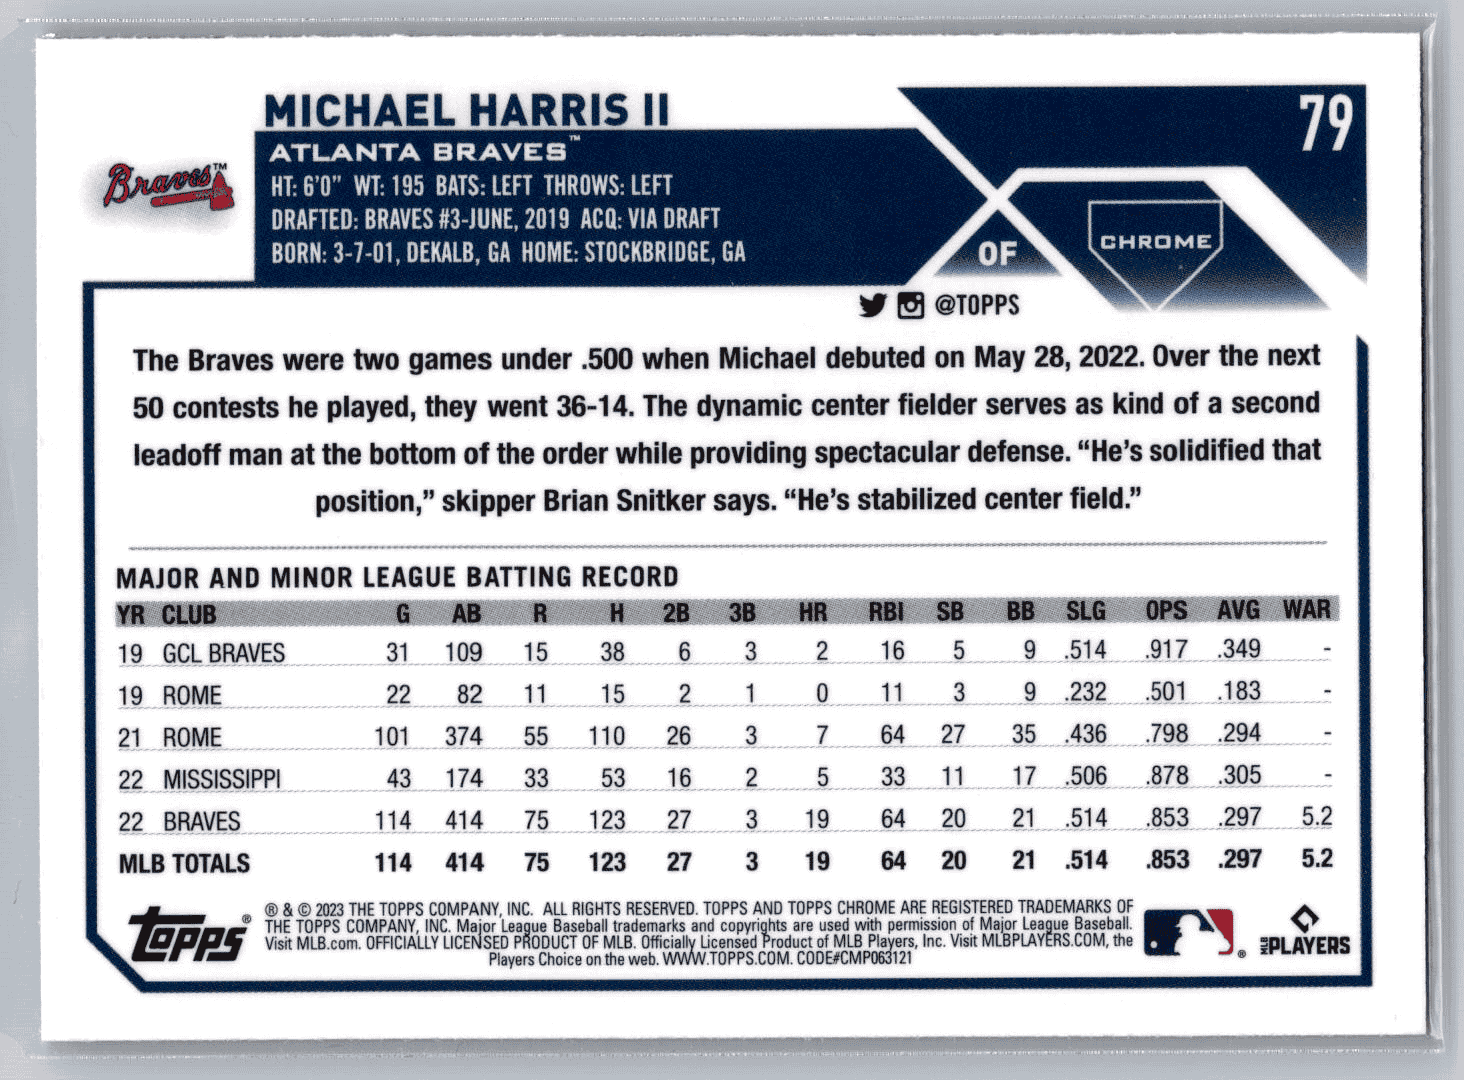 MICHAEL HARRIS II
79
ATLANTA BRAVES™
Braves™
HT: 6'0" WT: 195 BATS: LEFT THROWS: LEFT
DRAFTED: BRAVES #3-JUNE, 2019 ACQ: VIA DRAFT
BORN: 3-7-01, DEKALB, GA HOME: STOCKBRIDGE, GA
OF
CHROME
@TOPPS
The Braves were two games under .500 when Michael debuted on May 28, 2022. Over the next
50 contests he played, they went 36-14. The dynamic center fielder serves as kind of a second
leadoff man at the bottom of the order while providing spectacular defense. “He’s solidified that
position,” skipper Brian Snitker says. “He’s stabilized center field.”
MAJOR AND MINOR LEAGUE BATTING RECORD
YR CLUB G AB R H 2B 3B HR RBI SB BB SLG OPS AVG WAR
19 GCL BRAVES 31 109 15 38 6 3 2 16 5 9 .514 .917 .349 -
19 ROME 22 82 11 15 2 1 0 11 3 9 .232 .501 .183 -
21 ROME 101 374 55 110 26 3 7 64 27 35 .436 .798 .294 -
22 MISSISSIPPI 43 174 33 53 16 2 5 33 11 17 .506 .878 .305 -
22 BRAVES 114 414 75 123 27 3 19 64 20 21 .514 .853 .297 5.2
MLB TOTALS 114 414 75 123 27 3 19 64 20 21 .514 .853 .297 5.2
Topps®
® & © 2023 THE TOPPS COMPANY, INC. ALL RIGHTS RESERVED. TOPPS AND TOPPS CHROME ARE REGISTERED TRADEMARKS OF
THE TOPPS COMPANY, INC. Major League Baseball trademarks and copyrights are used with permission of Major League Baseball.
Visit MLB.com. OFFICIALLY LICENSED PRODUCT OF MLB. Officially Licensed Product of MLB Players, Inc. Visit MLBPLAYERS.COM, the
Players Choice on the web. WWW.TOPPS.COM. CODE#CMP063121
®
MLB PLAYERS